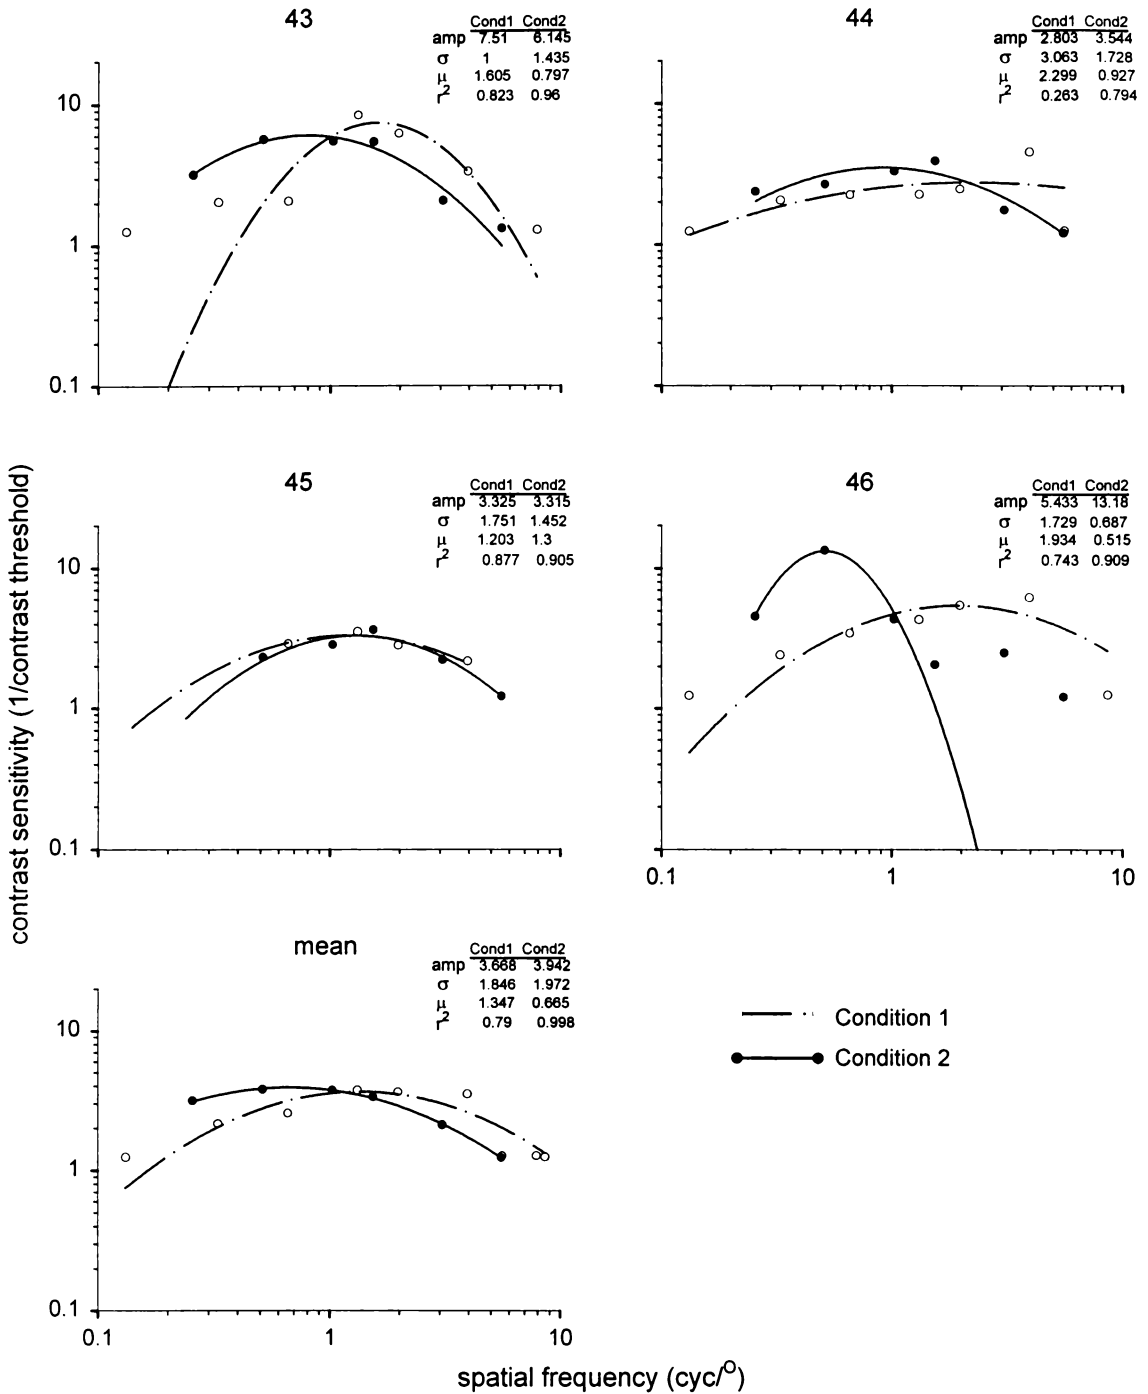 43
Cond1 Cond2
amp 7.51 6.145
σ 1 1.435
μ 1.605 0.797
r2 0.823 0.96
10
1
0.1
44
Cond1 Cond2
amp 2.803 3.544
σ 3.063 1.728
μ 2.299 0.927
r2 0.263 0.794
contrast sensitivity (1/contrast threshold)
45
Cond1 Cond2
amp 3.325 3.315
σ 1.751 1.452
μ 1.203 1.3
r2 0.877 0.905
10
1
0.1
46
Cond1 Cond2
amp 5.433 13.18
σ 1.729 0.687
μ 1.934 0.515
r2 0.743 0.909
0.1 1 10
mean
Cond1 Cond2
amp 3.668 3.942
σ 1.846 1.972
μ 1.347 0.665
r2 0.79 0.998
10
1
0.1
0.1 1 10
Condition 1
Condition 2
spatial frequency (cyc/o)